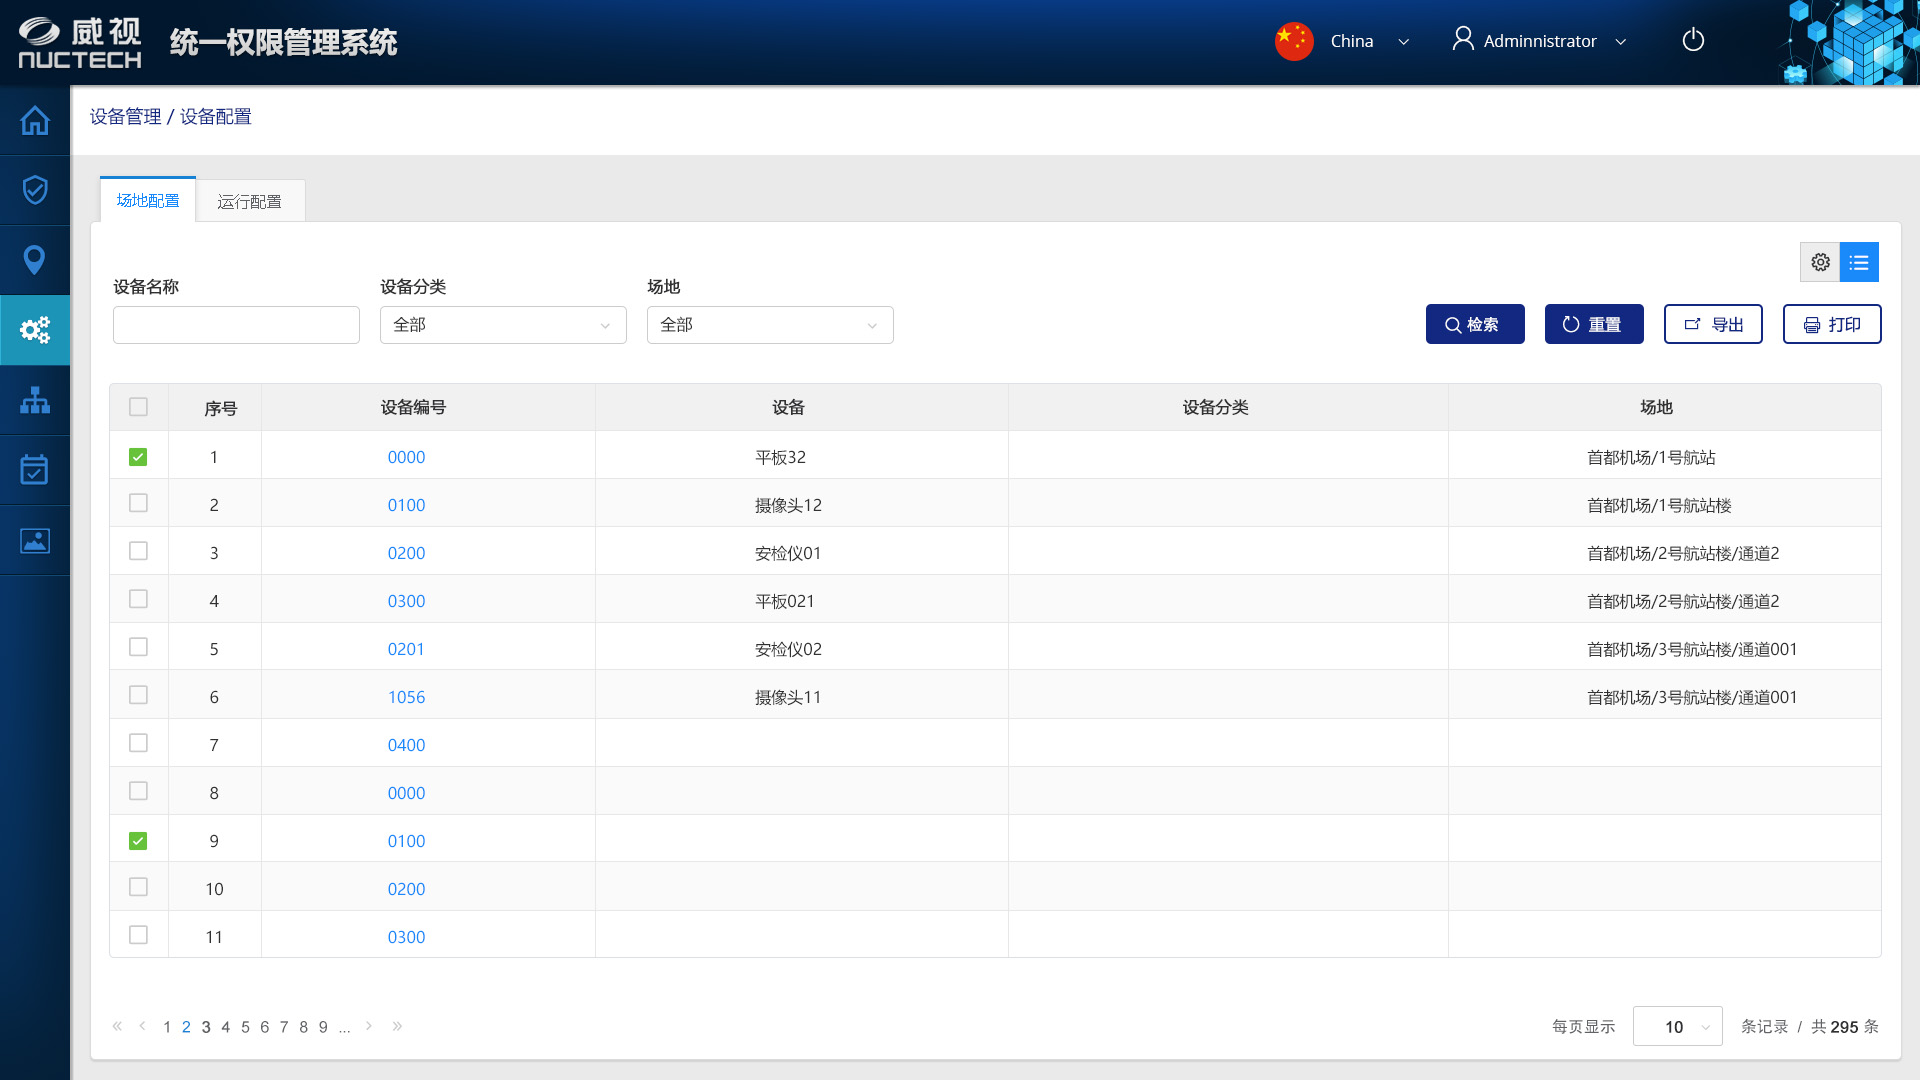 威视
NUCTECH
统一权限管理系统
China
Adminnistrator
设备管理 / 设备配置
场地配置
运行配置
设备名称
设备分类
场地
全部
全部
检索
重置
导出
打印
序号 设备编号 设备 设备分类 场地
1 0000 平板32 首都机场/1号航站
2 0100 摄像头12 首都机场/1号航站楼
3 0200 安检仪01 首都机场/2号航站楼/通道2
4 0300 平板021 首都机场/2号航站楼/通道2
5 0201 安检仪02 首都机场/3号航站楼/通道001
6 1056 摄像头11 首都机场/3号航站楼/通道001
7 0400
8 0000
9 0100
10 0200
11 0300
« ‹ 1 2 3 4 5 6 7 8 9 ... › »
每页显示 10 条记录 / 共 295 条